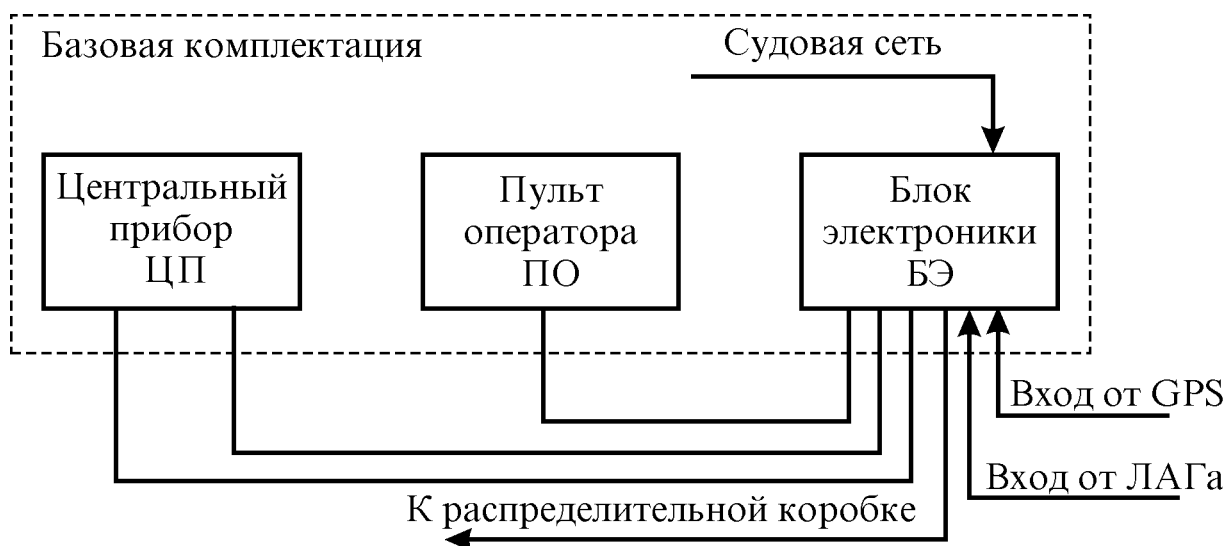 Базовая комплектация
Судовая сеть
Центральный
прибор
ЦП
Пульт
оператора
ПО
Блок
электроники
БЭ
Вход от GPS
Вход от ЛАГа
К распределительной коробке